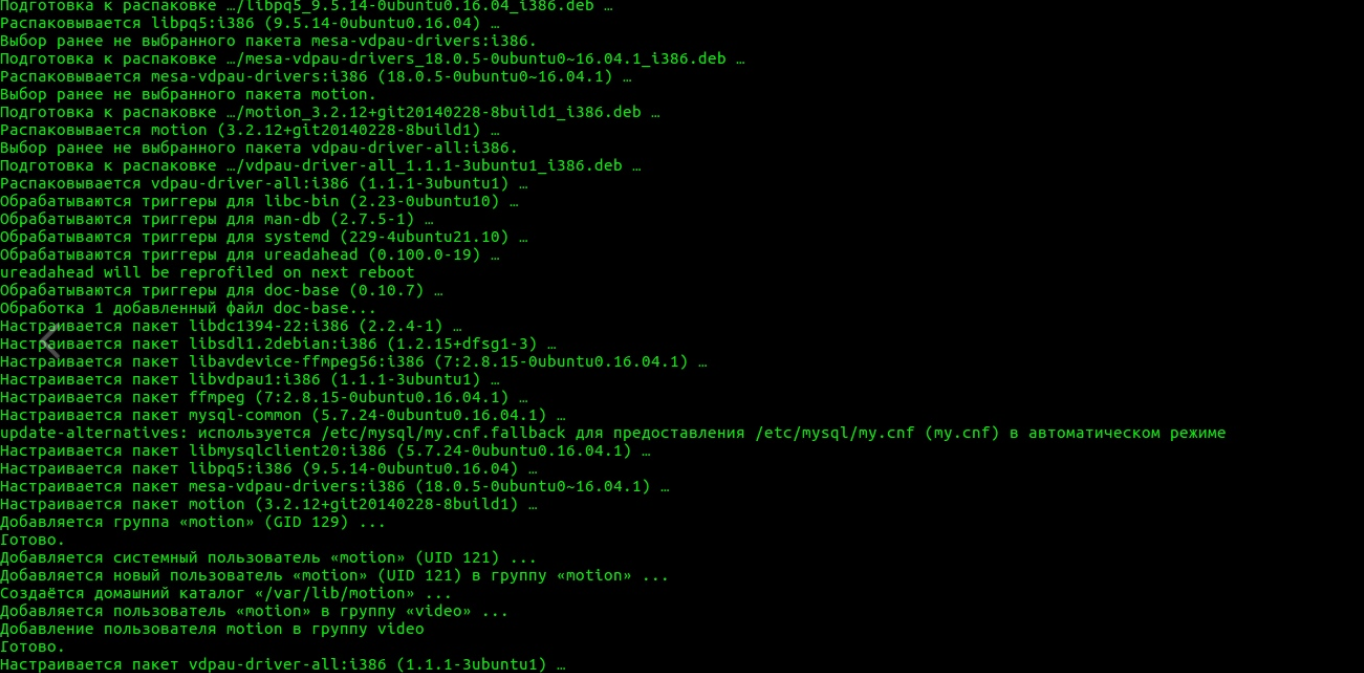 Подготовка к распаковке …/libpq5_9.5.14-0ubuntu0.16.04_i386.deb …
Распаковывается libpq5:i386 (9.5.14-0ubuntu0.16.04) …
Выбор ранее не выбранного пакета mesa-vdpau-drivers:i386.
Подготовка к распаковке …/mesa-vdpau-drivers_18.0.5-0ubuntu0~16.04.1_i386.deb …
Распаковывается mesa-vdpau-drivers:i386 (18.0.5-0ubuntu0~16.04.1) …
Выбор ранее не выбранного пакета motion.
Подготовка к распаковке …/motion_3.2.12+git20140228-8build1_i386.deb …
Распаковывается motion (3.2.12+git20140228-8build1) …
Выбор ранее не выбранного пакета vdpau-driver-all:i386.
Подготовка к распаковке …/vdpau-driver-all_1.1.1-3ubuntu1_i386.deb …
Распаковывается vdpau-driver-all:i386 (1.1.1-3ubuntu1) …
Обрабатываются триггеры для libc-bin (2.23-0ubuntu10) …
Обрабатываются триггеры для man-db (2.7.5-1) …
Обрабатываются триггеры для systemd (229-4ubuntu21.10) …
Обрабатываются триггеры для ureadahead (0.100.0-19) …
ureadahead will be reprofiled on next reboot
Обрабатываются триггеры для doc-base (0.10.7) …
Обработка 1 добавленный файл doc-base...
Настраивается пакет libdc1394-22:i386 (2.2.4-1) …
Настраивается пакет libsdl1.2debian:i386 (1.2.15+dfsg1-3) …
Настраивается пакет libavdevice-ffmpeg56:i386 (7:2.8.15-0ubuntu0.16.04.1) …
Настраивается пакет libvdpau1:i386 (1.1.1-3ubuntu1) …
Настраивается пакет ffmpeg (7:2.8.15-0ubuntu0.16.04.1) …
Настраивается пакет mysql-common (5.7.24-0ubuntu0.16.04.1) …
update-alternatives: используется /etc/mysql/my.cnf.fallback для предоставления /etc/mysql/my.cnf (my.cnf) в автоматическом режиме
Настраивается пакет libmysqlclient20:i386 (5.7.24-0ubuntu0.16.04.1) …
Настраивается пакет libpq5:i386 (9.5.14-0ubuntu0.16.04) …
Настраивается пакет mesa-vdpau-drivers:i386 (18.0.5-0ubuntu0~16.04.1) …
Настраивается пакет motion (3.2.12+git20140228-8build1) …
Добавляется группа «motion» (GID 129) ...
Готово.
Добавляется системный пользователь «motion» (UID 121) ...
Добавляется новый пользователь «motion» (UID 121) в группу «motion» ...
Создаётся домашний каталог «/var/lib/motion» ...
Добавляется пользователь «motion» в группу «video» ...
Добавление пользователя motion в группу video
Готово.
Настраивается пакет vdpau-driver-all:i386 (1.1.1-3ubuntu1) …